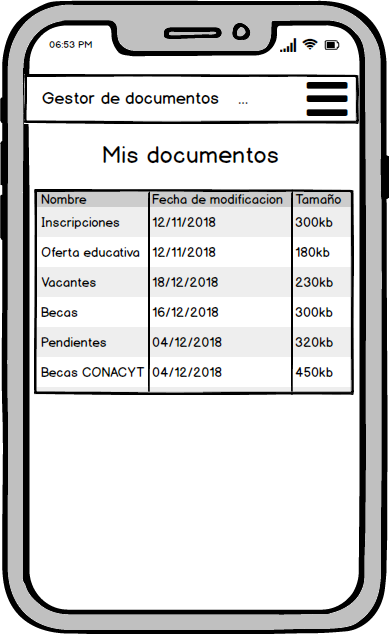 06:53 PM
Gestor de documentos ...
Mis documentos
Nombre Fecha de modificacion Tamaño
Inscripciones 12/11/2018 300kb
Oferta educativa 12/11/2018 180kb
Vacantes 18/12/2018 230kb
Becas 16/12/2018 300kb
Pendientes 04/12/2018 320kb
Becas CONACYT 04/12/2018 450kb